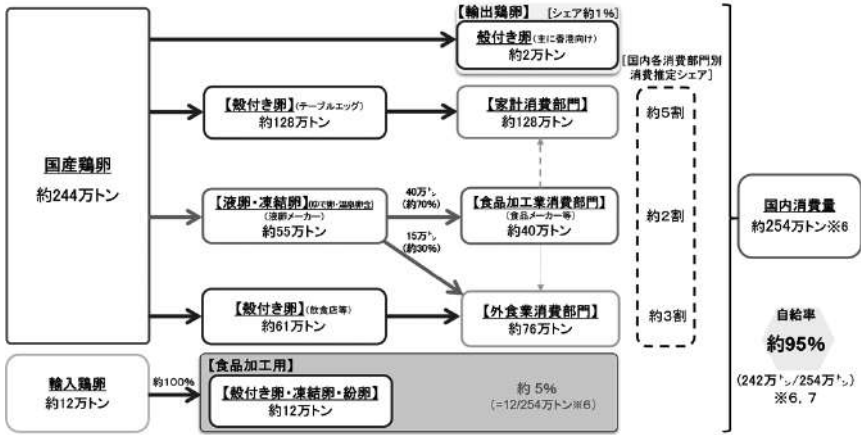 【輸出鶏卵】 [シェア約1%]
殻付き卵(主に香港向け)
約2万トン
[国内各消費部門別
消費推定シェア]
国産鶏卵
約244万トン
【殻付き卵】(テーブルエッグ)
約128万トン
【家計消費部門】
約128万トン
約5割
【液卵・凍結卵】(ゆで卵・温泉卵含)
(液卵メーカー)
約55万トン
40万トン
(約70%)
15万トン
(約30%)
【食品加工業消費部門】
(食品メーカー等)
約40万トン
約2割
国内消費量
約254万トン※6
【殻付き卵】(飲食店等)
約61万トン
【外食業消費部門】
約76万トン
約3割
自給率
約95%
(242万トン/254万トン)
※6, 7
輸入鶏卵
約12万トン
約100%
【食品加工用】
【殻付き卵・凍結卵・粉卵】
約12万トン
約 5%
(=12/254万トン※6)